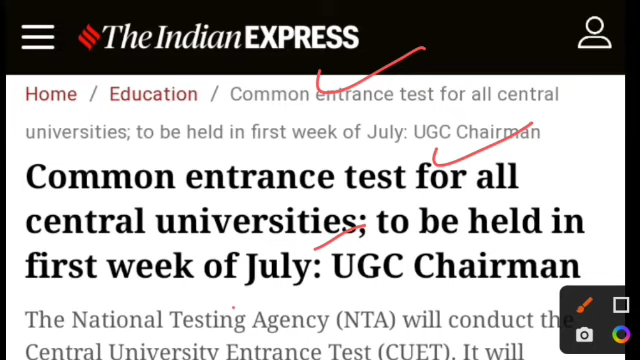 The Indian EXPRESS
Home / Education / Common entrance test for all central
universities; to be held in first week of July: UGC Chairman
Common entrance test for all
central universities; to be held in
first week of July: UGC Chairman
The National Testing Agency (NTA) will conduct the
Central University Entrance Test (CUET). It will